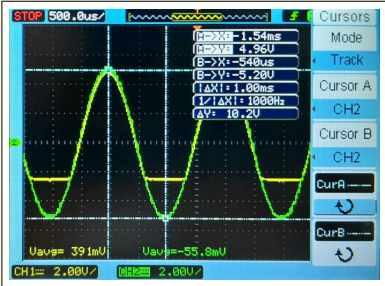 STOP 500.0us/ Cursors
A->X:-1.54ms
A->Y: 4.96V
B->X:-540us
B->Y:-5.20V
|ΔX|:1.00ms
1/|ΔX|:1000Hz
ΔY: 10.2V
Mode
Track
Cursor A
CH2
Cursor B
CH2
CurA
CurB
Vavg= 391mV Vavg=-55.8mV
CH1 2.00V/ CH2 2.00V/